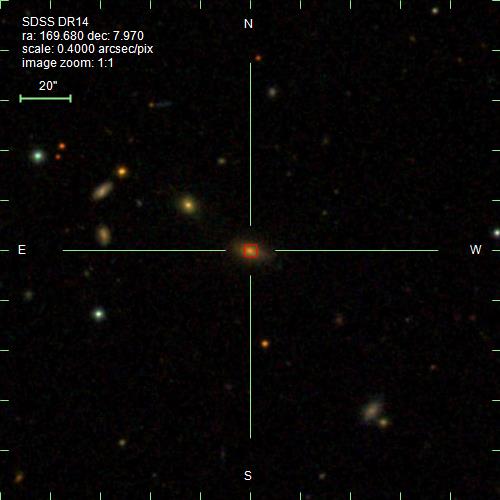 SDSS DR14
ra: 169.680 dec: 7.970
scale: 0.4000 arcsec/pix
image zoom: 1:1
20"
N
E
W
S